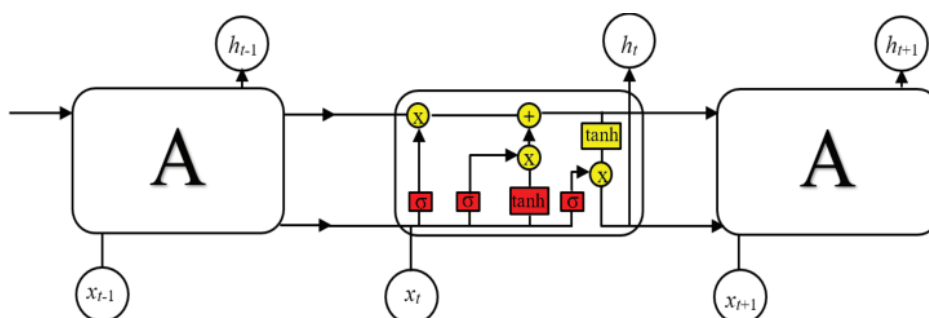 hₜ₋₁
hₜ
hₜ₊₁
A
x
+
tanh
x
x
σ
σ
tanh
σ
A
xₜ₋₁
xₜ
xₜ₊₁